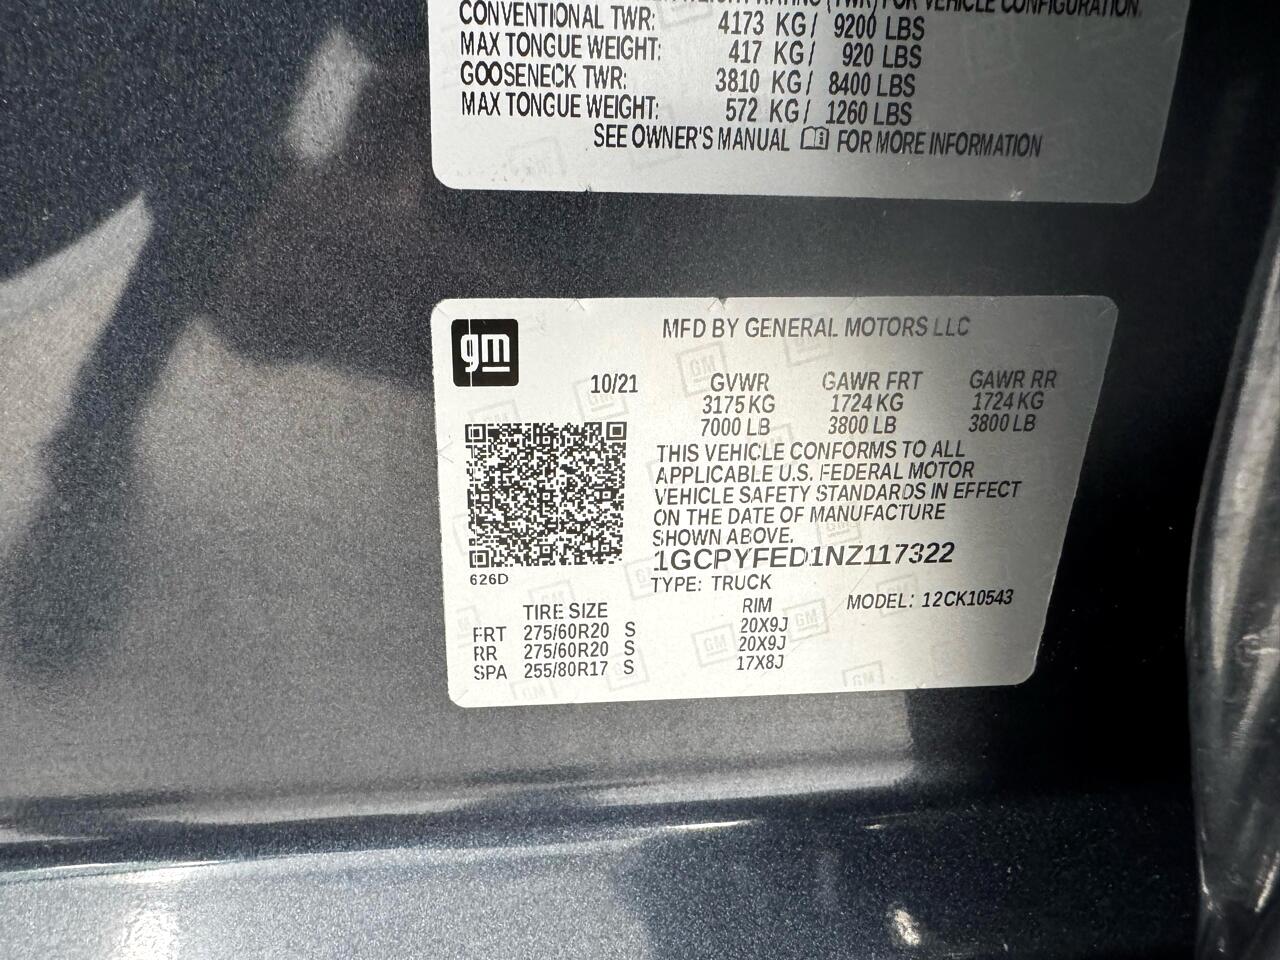 RATING (TWR) FOR VEHICLE CONFIGURATION.
CONVENTIONAL TWR: 4173 KG/ 9200 LBS
MAX TONGUE WEIGHT: 417 KG/ 920 LBS
GOOSENECK TWR: 3810 KG/ 8400 LBS
MAX TONGUE WEIGHT: 572 KG/ 1260 LBS
SEE OWNER'S MANUAL FOR MORE INFORMATION
gm
MFD BY GENERAL MOTORS LLC
10/21 GVWR GAWR FRT GAWR RR
3175 KG 1724 KG 1724 KG
7000 LB 3800 LB 3800 LB
THIS VEHICLE CONFORMS TO ALL
APPLICABLE U.S. FEDERAL MOTOR
VEHICLE SAFETY STANDARDS IN EFFECT
ON THE DATE OF MANUFACTURE
SHOWN ABOVE.
1GCPYFED1NZ117322
626D
TYPE: TRUCK
MODEL: 12CK10543
TIRE SIZE RIM
FRT 275/60R20 S 20X9J
RR 275/60R20 S 20X9J
SPA 255/80R17 S 17X8J